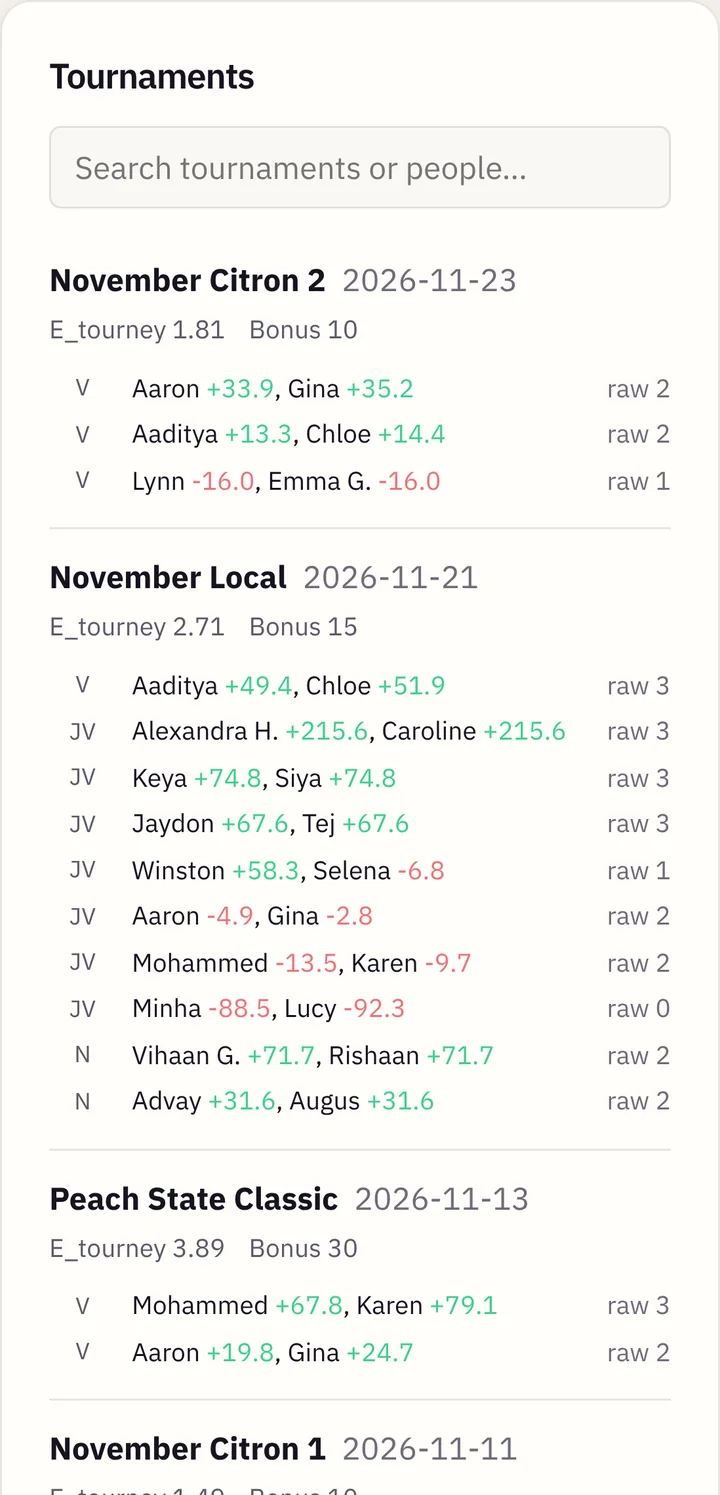 Tournaments
Search tournaments or people...
November Citron 2 2026-11-23
E_tourney 1.81 Bonus 10
V Aaron +33.9, Gina +35.2 raw 2
V Aaditya +13.3, Chloe +14.4 raw 2
V Lynn -16.0, Emma G. -16.0 raw 1
November Local 2026-11-21
E_tourney 2.71 Bonus 15
V Aaditya +49.4, Chloe +51.9 raw 3
JV Alexandra H. +215.6, Caroline +215.6 raw 3
JV Keya +74.8, Siya +74.8 raw 3
JV Jaydon +67.6, Tej +67.6 raw 3
JV Winston +58.3, Selena -6.8 raw 1
JV Aaron -4.9, Gina -2.8 raw 2
JV Mohammed -13.5, Karen -9.7 raw 2
JV Minha -88.5, Lucy -92.3 raw 0
N Vihaan G. +71.7, Rishaan +71.7 raw 2
N Advay +31.6, Augus +31.6 raw 2
Peach State Classic 2026-11-13
E_tourney 3.89 Bonus 30
V Mohammed +67.8, Karen +79.1 raw 3
V Aaron +19.8, Gina +24.7 raw 2
November Citron 1 2026-11-11
E_tourney 1.49 Bonus 10